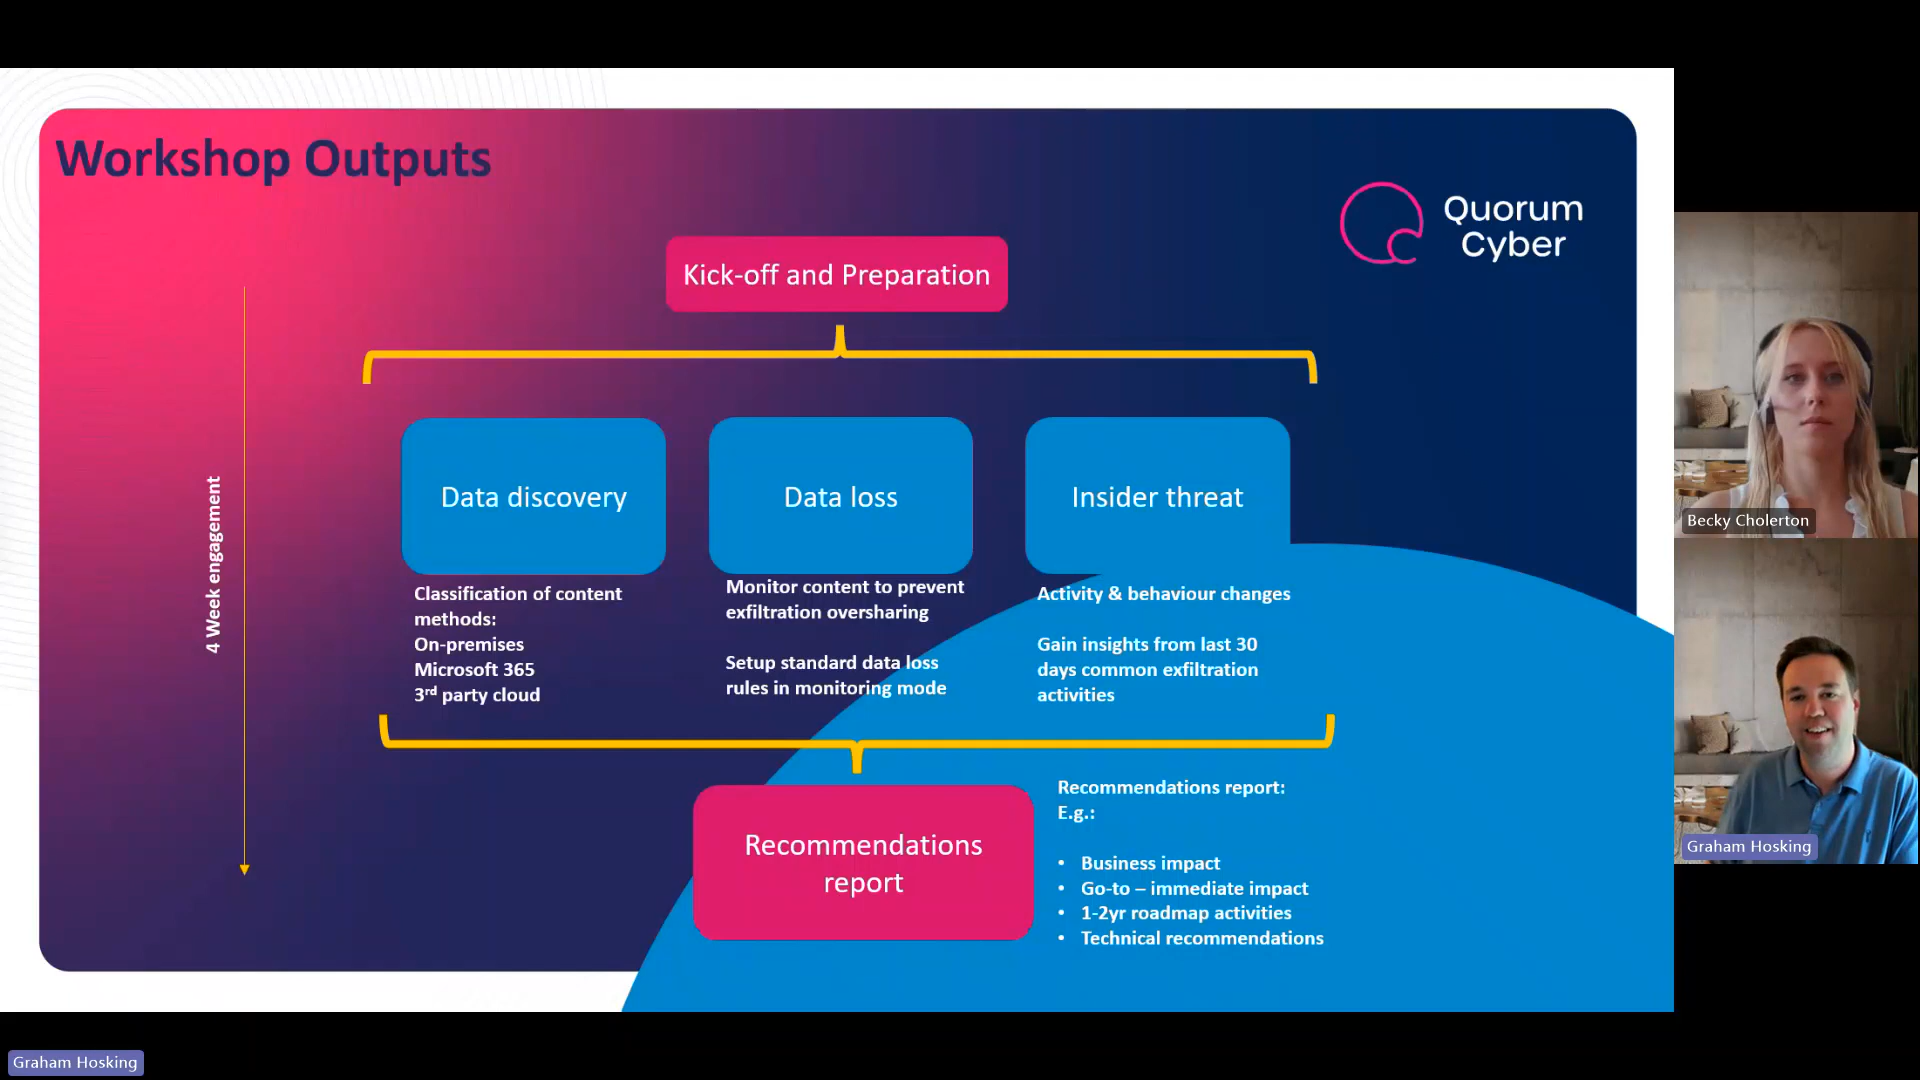 Workshop Outputs
Quorum
Cyber
Kick-off and Preparation
4 Week engagement
Data discovery
Data loss
Insider threat
Classification of content
methods:
On-premises
Microsoft 365
3rd party cloud
Monitor content to prevent
exfiltration oversharing
Setup standard data loss
rules in monitoring mode
Activity & behaviour changes
Gain insights from last 30
days common exfiltration
activities
Recommendations
report
Recommendations report:
E.g.:
• Business impact
• Go-to – immediate impact
• 1-2yr roadmap activities
• Technical recommendations
Becky Cholerton
Graham Hosking
Graham Hosking